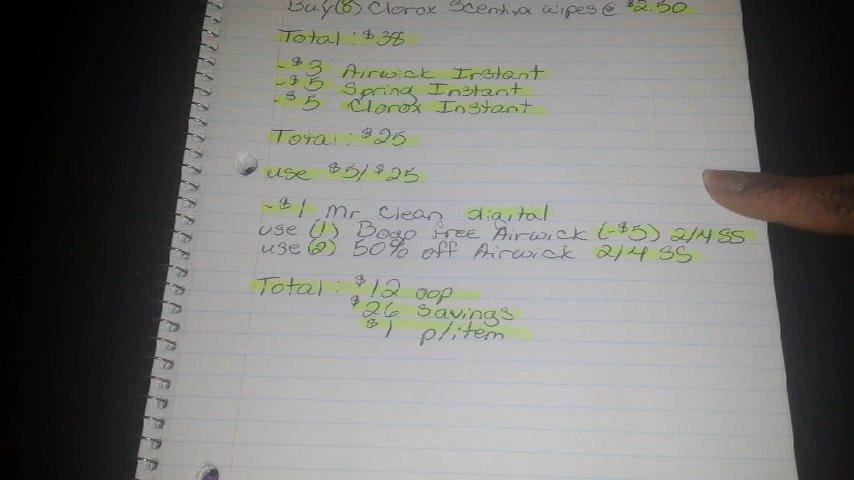 Buy (8) Clorox Scentiva wipes @ $2.50
Total: $38
-$3 Airwick Instant
-$5 Spring Instant
-$5 Clorox Instant
Total: $25
use $5/$25
-$1 Mr Clean digital
use (1) Bogo free Airwick (-$5) 2/4 SS
use (2) 50% off Airwick 2/4 SS
Total: $12 oop
$26 savings
$1 p/item